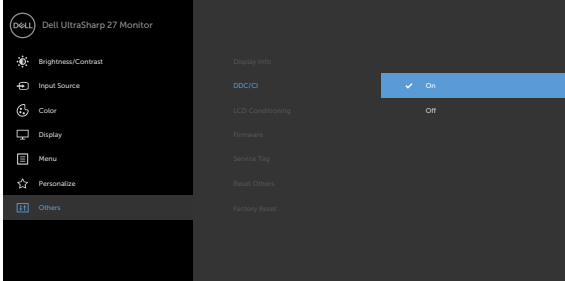 DELL
Dell UltraSharp 27 Monitor
Brightness/Contrast
Input Source
Color
Display
Menu
Personalize
Others
Display Info
DDC/CI
LCD Conditioning
Firmware
Service Tag
Reset Others
Factory Reset
On
Off